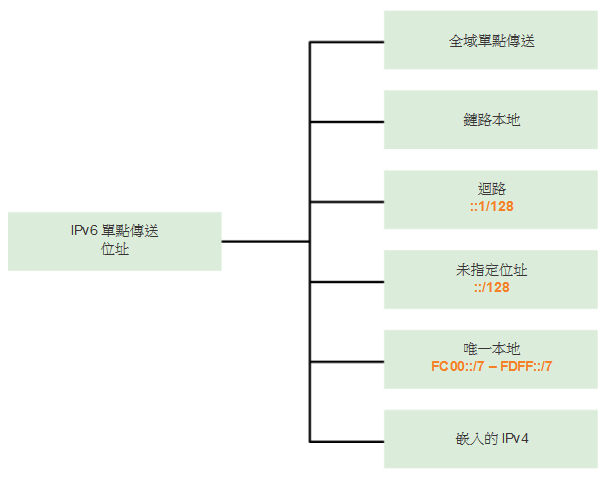 全域單點傳送
鏈路本地
迴路
::1/128
IPv6 單點傳送
位址
未指定位址
::/128
唯一本地
FC00::/7 – FDFF::/7
嵌入的 IPv4